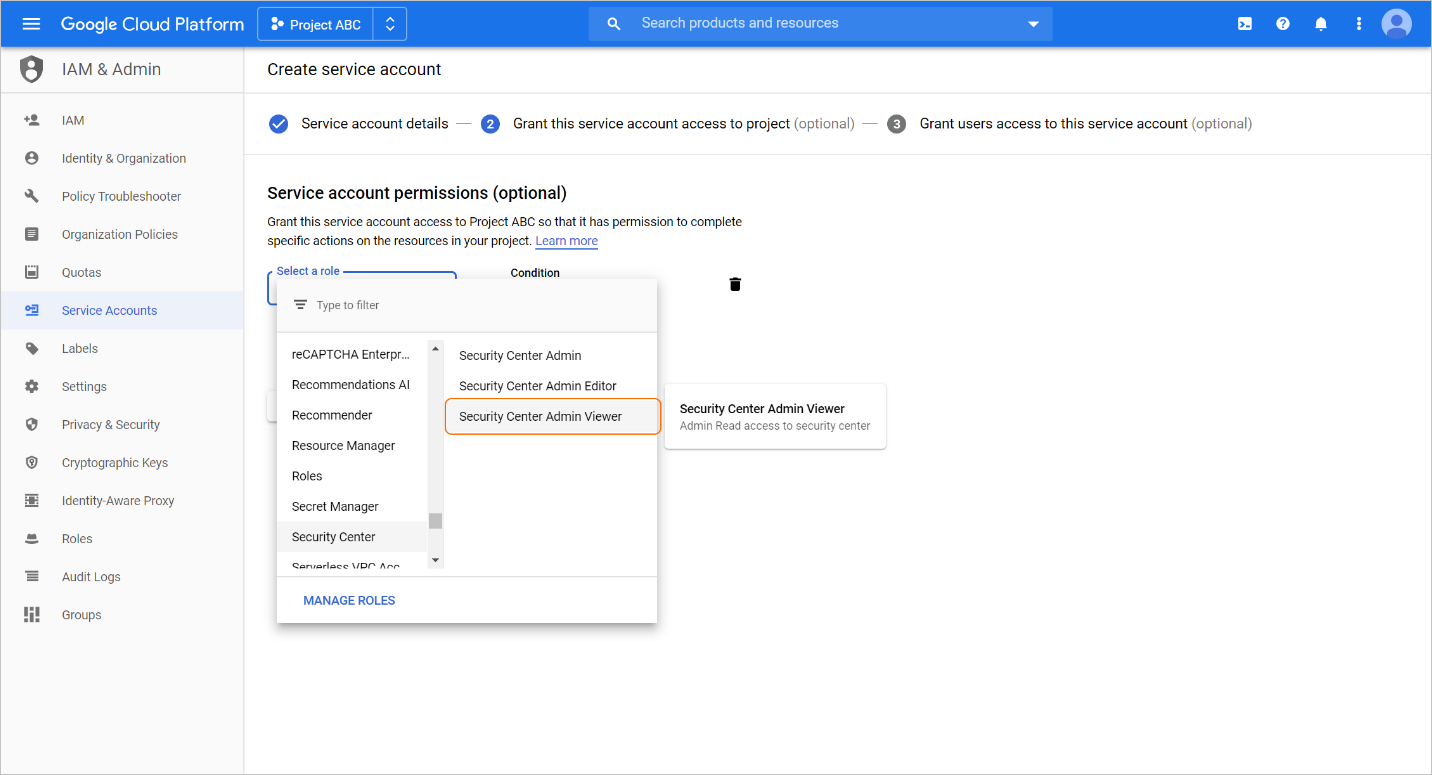 Google Cloud Platform
Project ABC
Search products and resources
IAM & Admin
Create service account
IAM
Identity & Organization
Policy Troubleshooter
Organization Policies
Quotas
Service Accounts
Labels
Settings
Privacy & Security
Cryptographic Keys
Identity-Aware Proxy
Roles
Audit Logs
Groups
Service account details — 2 Grant this service account access to project (optional) — 3 Grant users access to this service account (optional)
Service account permissions (optional)
Grant this service account access to Project ABC so that it has permission to complete
specific actions on the resources in your project. Learn more
Select a role
Condition
Type to filter
reCAPTCHA Enterpr...
Recommendations AI
Recommender
Resource Manager
Roles
Secret Manager
Security Center
Serverless VPC Acc
Security Center Admin
Security Center Admin Editor
Security Center Admin Viewer
MANAGE ROLES
Security Center Admin Viewer
Admin Read access to security center